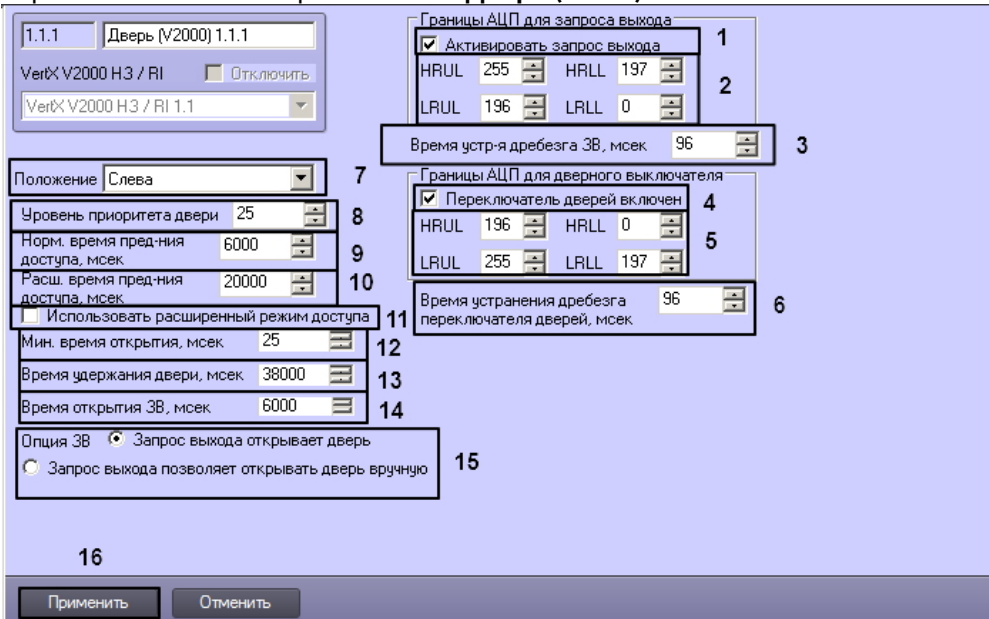 1.1.1 Дверь (V2000) 1.1.1
VertX V2000 НЗ / RI Отключить
VertX V2000 НЗ / RI 1.1
Границы АЦП для запроса выхода
Активировать запрос выхода 1
HRUL 255 HRLL 197
2
LRUL 196 LRLL 0
Время устр-я дребезга ЗВ, мсек 96 3
Границы АЦП для дверного выключателя
Переключатель дверей включен 4
HRUL 196 HRLL 0
5
LRUL 255 LRLL 197
Время устранения дребезга
переключателя дверей, мсек 96 6
Положение Слева 7
Уровень приоритета двери 25 8
Норм. время пред-ния
доступа, мсек 6000 9
Расш. время пред-ния
доступа, мсек 20000 10
Использовать расширенный режим доступа 11
Мин. время открытия, мсек 25 12
Время удержания двери, мсек 38000 13
Время открытия ЗВ, мсек 6000 14
Опция ЗВ Запрос выхода открывает дверь
Запрос выхода позволяет открывать дверь вручную 15
16
Применить Отменить